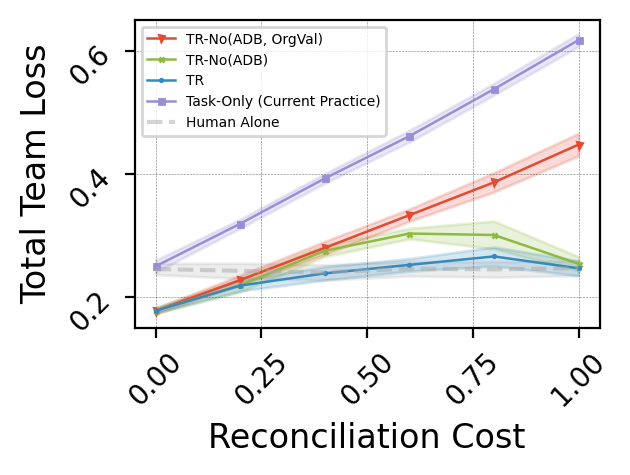 Total Team Loss
0.6
0.4
0.2
TR-No(ADB, OrgVal)
TR-No(ADB)
TR
Task-Only (Current Practice)
Human Alone
0.00
0.25
0.50
0.75
1.00
Reconciliation Cost